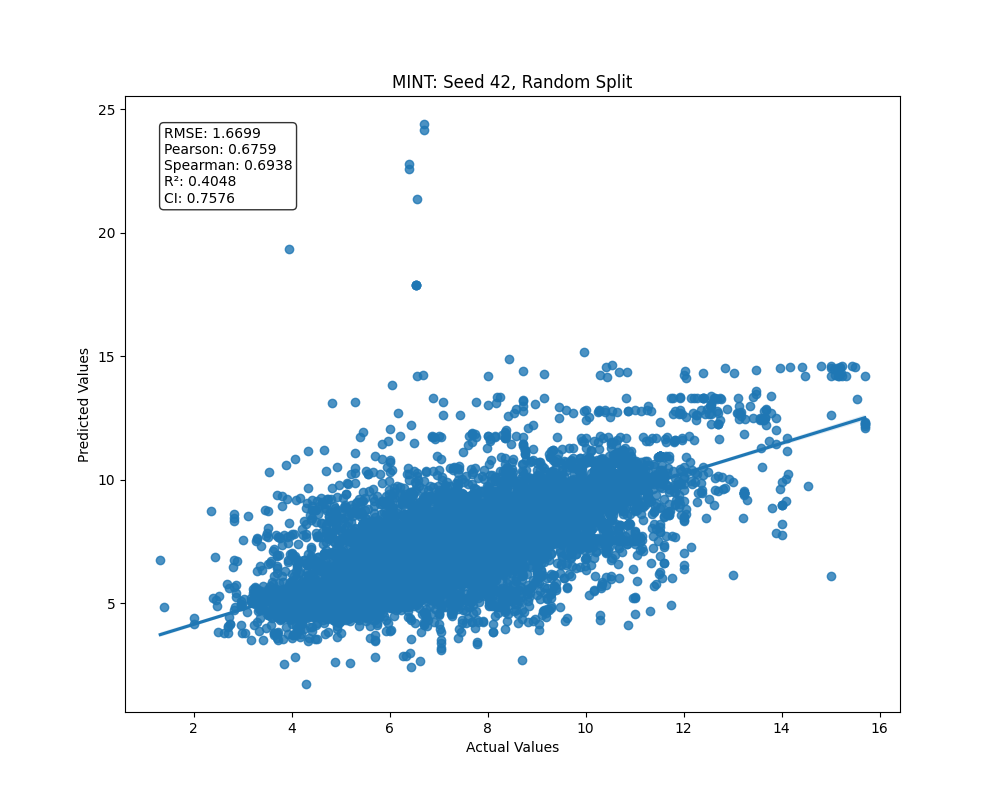 MINT: Seed 42, Random Split
25
RMSE: 1.6699
Pearson: 0.6759
Spearman: 0.6938
R²: 0.4048
CI: 0.7576
20
15
Predicted Values
10
5
2 4 6 8 10 12 14 16
Actual Values